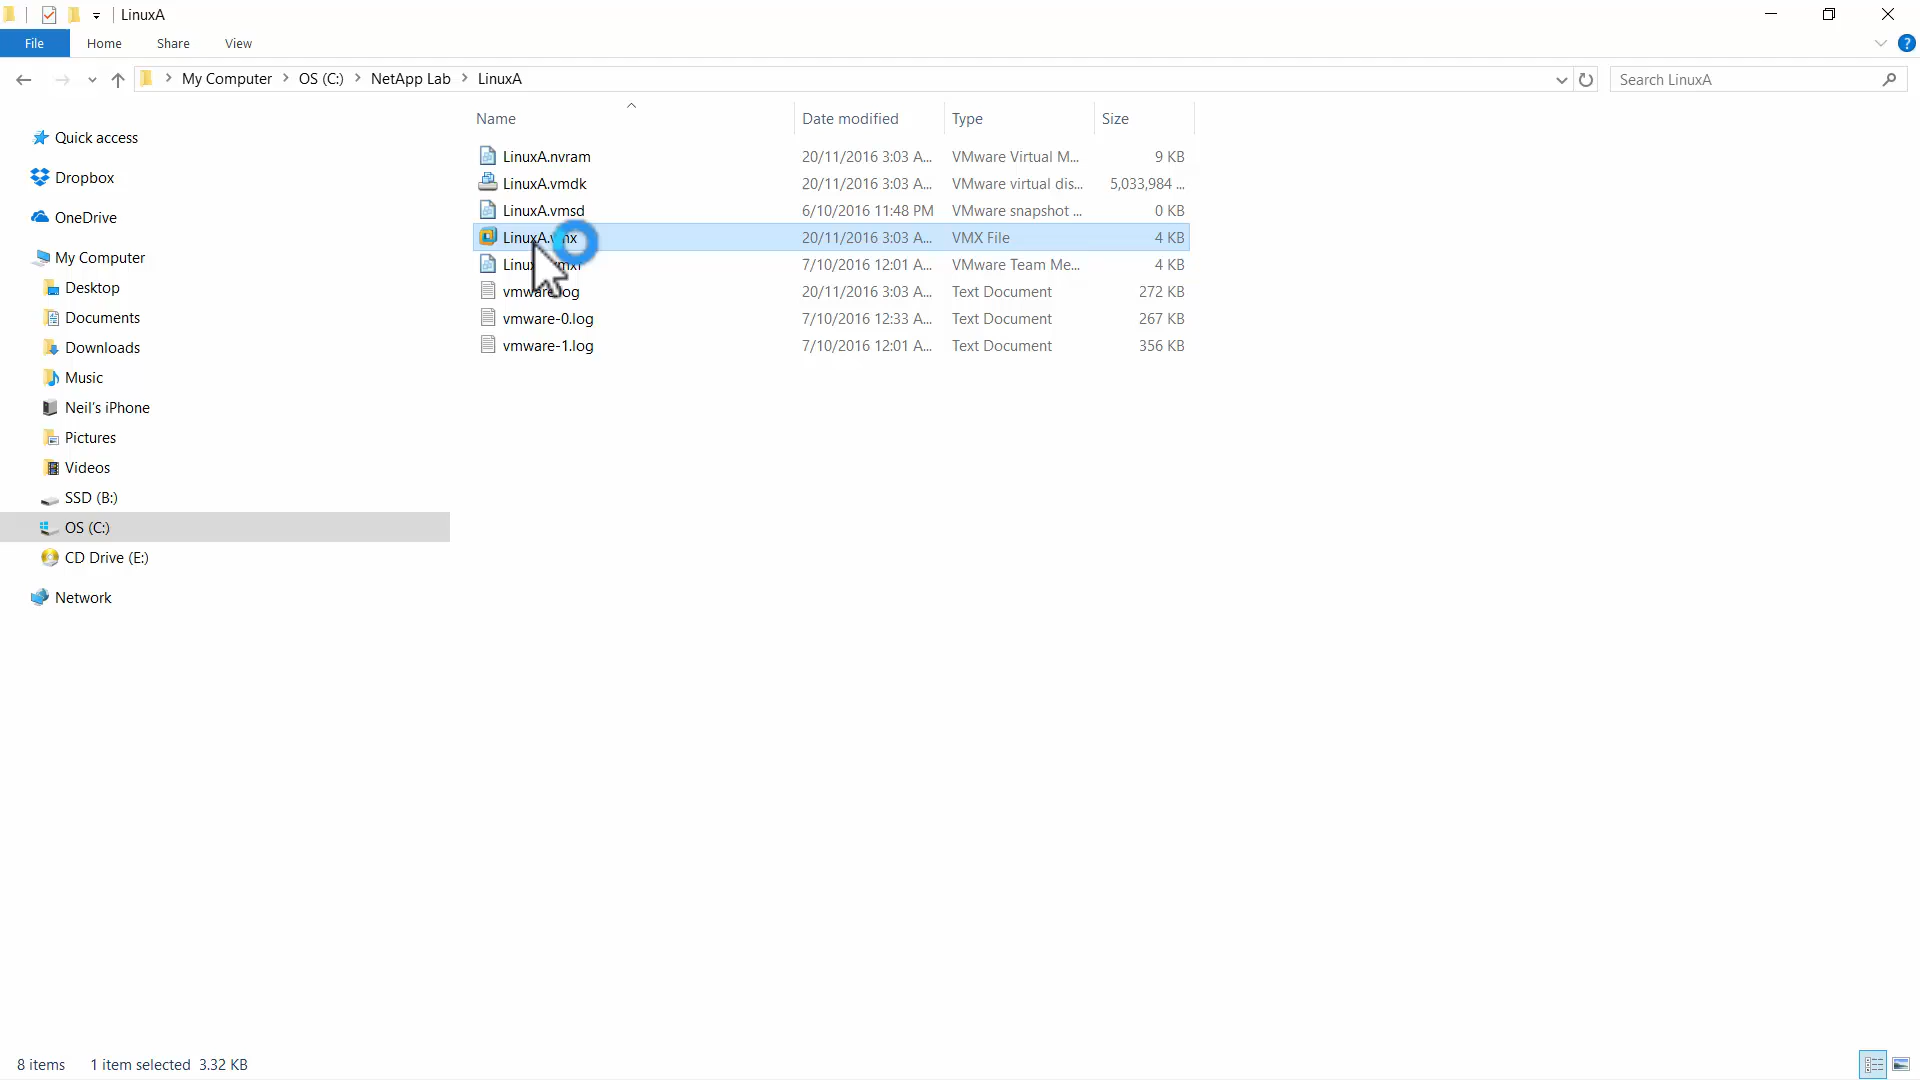 LinuxA
File Home Share View
My Computer OS (C:) NetApp Lab LinuxA Search LinuxA
Name Date modified Type Size
Quick access
Dropbox
OneDrive
My Computer
Desktop
Documents
Downloads
Music
Neil's iPhone
Pictures
Videos
SSD (B:)
OS (C:)
CD Drive (E:)
Network
LinuxA.nvram 20/11/2016 3:03 A... VMware Virtual M... 9 KB
LinuxA.vmdk 20/11/2016 3:03 A... VMware virtual dis... 5,033,984 ...
LinuxA.vmsd 6/10/2016 11:48 PM VMware snapshot ... 0 KB
LinuxA.vmx 20/11/2016 3:03 A... VMX File 4 KB
7/10/2016 12:01 A... VMware Team Me... 4 KB
vmware.log 20/11/2016 3:03 A... Text Document 272 KB
vmware-0.log 7/10/2016 12:33 A... Text Document 267 KB
vmware-1.log 7/10/2016 12:01 A... Text Document 356 KB
8 items 1 item selected 3.32 KB